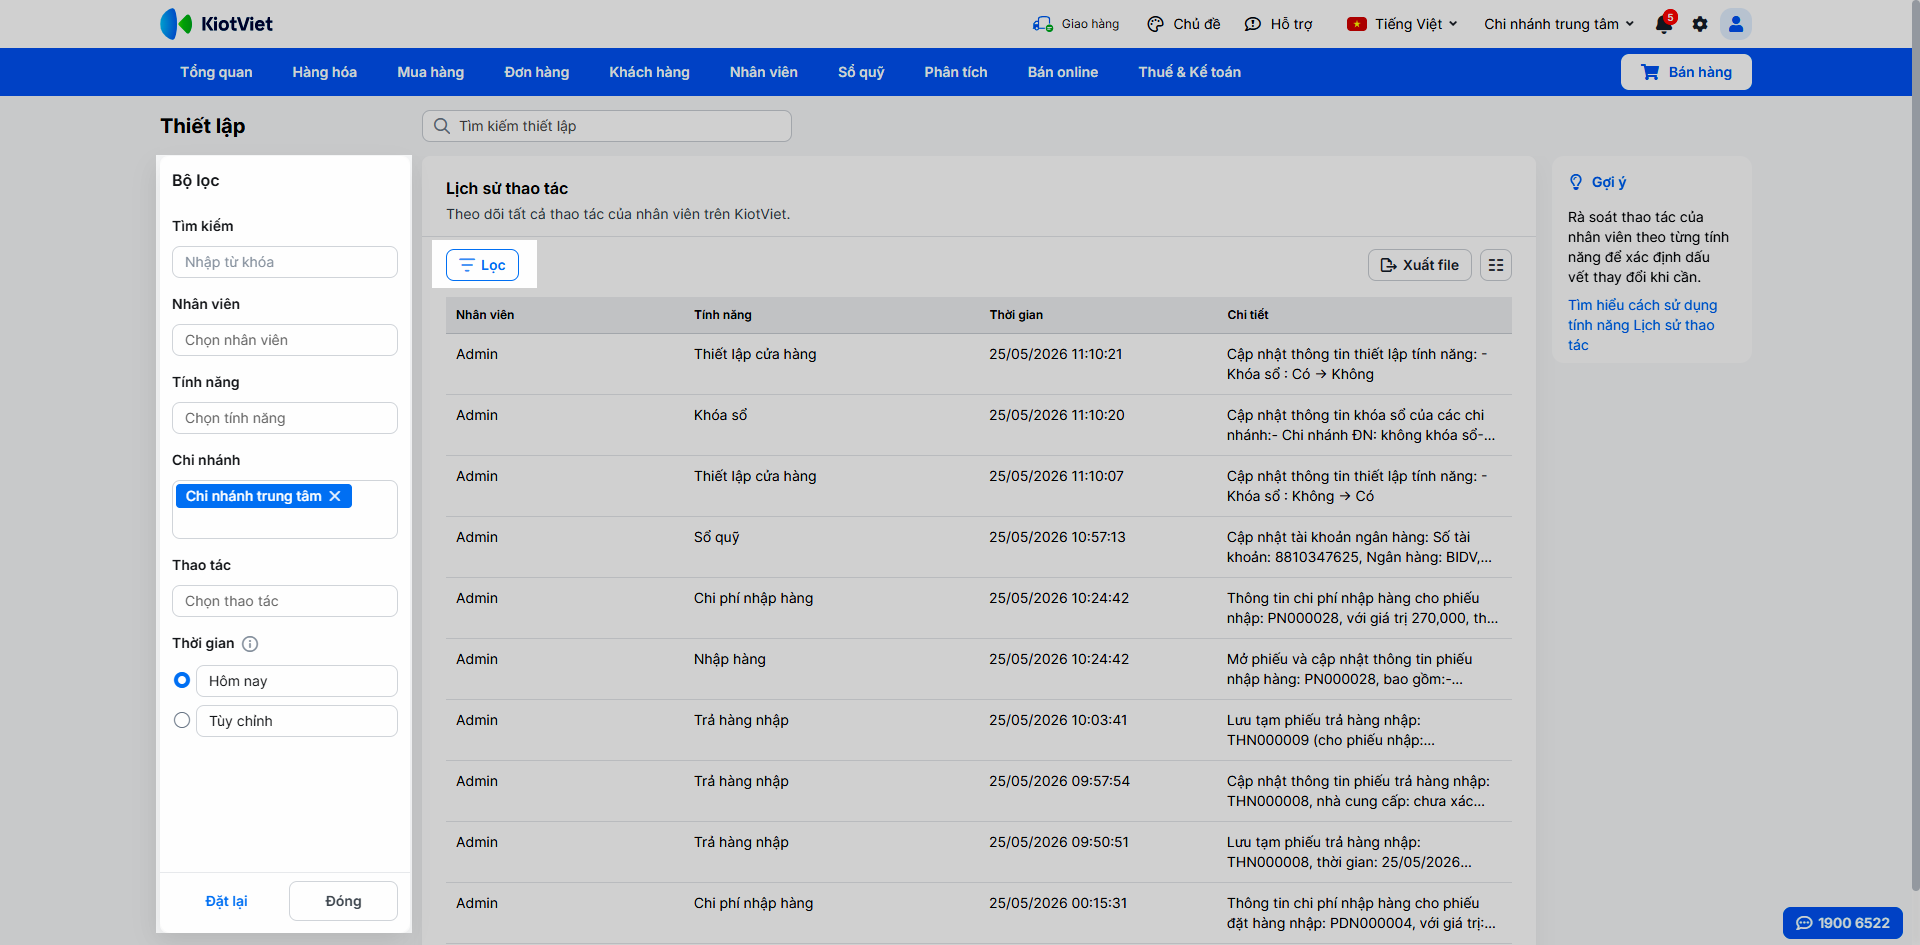 KiotViet
Giao hàng
Chủ đề
Hỗ trợ
Tiếng Việt
Chi nhánh trung tâm
5
Tổng quan
Hàng hóa
Mua hàng
Đơn hàng
Khách hàng
Nhân viên
Sổ quỹ
Phân tích
Bán online
Thuế & Kế toán
Bán hàng
Thiết lập
Tìm kiếm thiết lập
Bộ lọc
Tìm kiếm
Nhập từ khóa
Nhân viên
Chọn nhân viên
Tính năng
Chọn tính năng
Chi nhánh
Chi nhánh trung tâm
Thao tác
Chọn thao tác
Thời gian
Hôm nay
Tùy chỉnh
Đặt lại
Đóng
Lịch sử thao tác
Theo dõi tất cả thao tác của nhân viên trên KiotViet.
Lọc
Xuất file
Nhân viên
Tính năng
Thời gian
Chi tiết
Admin
Thiết lập cửa hàng
25/05/2026 11:10:21
Cập nhật thông tin thiết lập tính năng: -
Khóa sổ : Có → Không
Admin
Khóa sổ
25/05/2026 11:10:20
Cập nhật thông tin khóa sổ của các chi
nhánh:- Chi nhánh ĐN: không khóa sổ-...
Admin
Thiết lập cửa hàng
25/05/2026 11:10:07
Cập nhật thông tin thiết lập tính năng: -
Khóa sổ : Không → Có
Admin
Sổ quỹ
25/05/2026 10:57:13
Cập nhật tài khoản ngân hàng: Số tài
khoản: 8810347625, Ngân hàng: BIDV,...
Admin
Chi phí nhập hàng
25/05/2026 10:24:42
Thông tin chi phí nhập hàng cho phiếu
nhập: PN000028, với giá trị 270,000, th...
Admin
Nhập hàng
25/05/2026 10:24:42
Mở phiếu và cập nhật thông tin phiếu
nhập hàng: PN000028, bao gồm:-...
Admin
Trả hàng nhập
25/05/2026 10:03:41
Lưu tạm phiếu trả hàng nhập:
THN000009 (cho phiếu nhập:...
Admin
Trả hàng nhập
25/05/2026 09:57:54
Cập nhật thông tin phiếu trả hàng nhập:
THN000008, nhà cung cấp: chưa xác...
Admin
Trả hàng nhập
25/05/2026 09:50:51
Lưu tạm phiếu trả hàng nhập:
THN000008, thời gian: 25/05/2026...
Admin
Chi phí nhập hàng
25/05/2026 00:15:31
Thông tin chi phí nhập hàng cho phiếu
đặt hàng nhập: PDN000004, với giá trị:...
Gợi ý
Rà soát thao tác của
nhân viên theo từng tính
năng để xác định dấu
vết thay đổi khi cần.
Tìm hiểu cách sử dụng
tính năng Lịch sử thao
tác
1900 6522